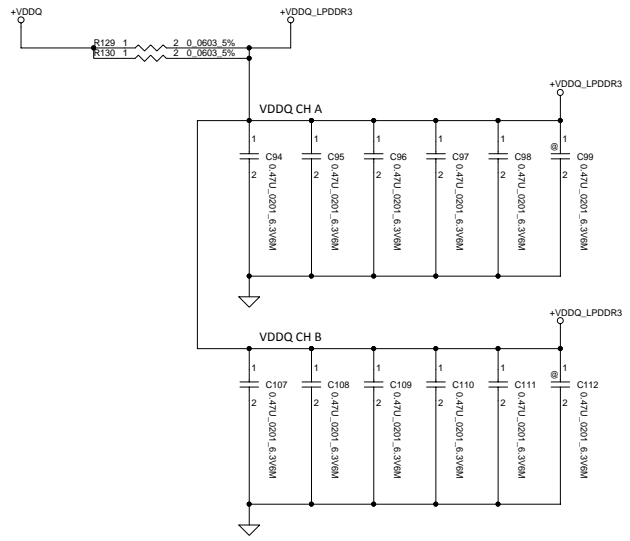 +VDDQ +VDDQ_LPDDR3
R129 1 2 0_0603_5%
R130 1 2 0_0603_5%
+VDDQ_LPDDR3
VDDQ CH A
1 1 1 1 1 @ 1
C94 C95 C96 C97 C98 C99
2 2 2 2 2 2
0.47U_0201_6.3V6M
0.47U_0201_6.3V6M
0.47U_0201_6.3V6M
0.47U_0201_6.3V6M
0.47U_0201_6.3V6M
0.47U_0201_6.3V6M
+VDDQ_LPDDR3
VDDQ CH B
1 1 1 1 1 @ 1
C107 C108 C109 C110 C111 C112
2 2 2 2 2 2
0.47U_0201_6.3V6M
0.47U_0201_6.3V6M
0.47U_0201_6.3V6M
0.47U_0201_6.3V6M
0.47U_0201_6.3V6M
0.47U_0201_6.3V6M